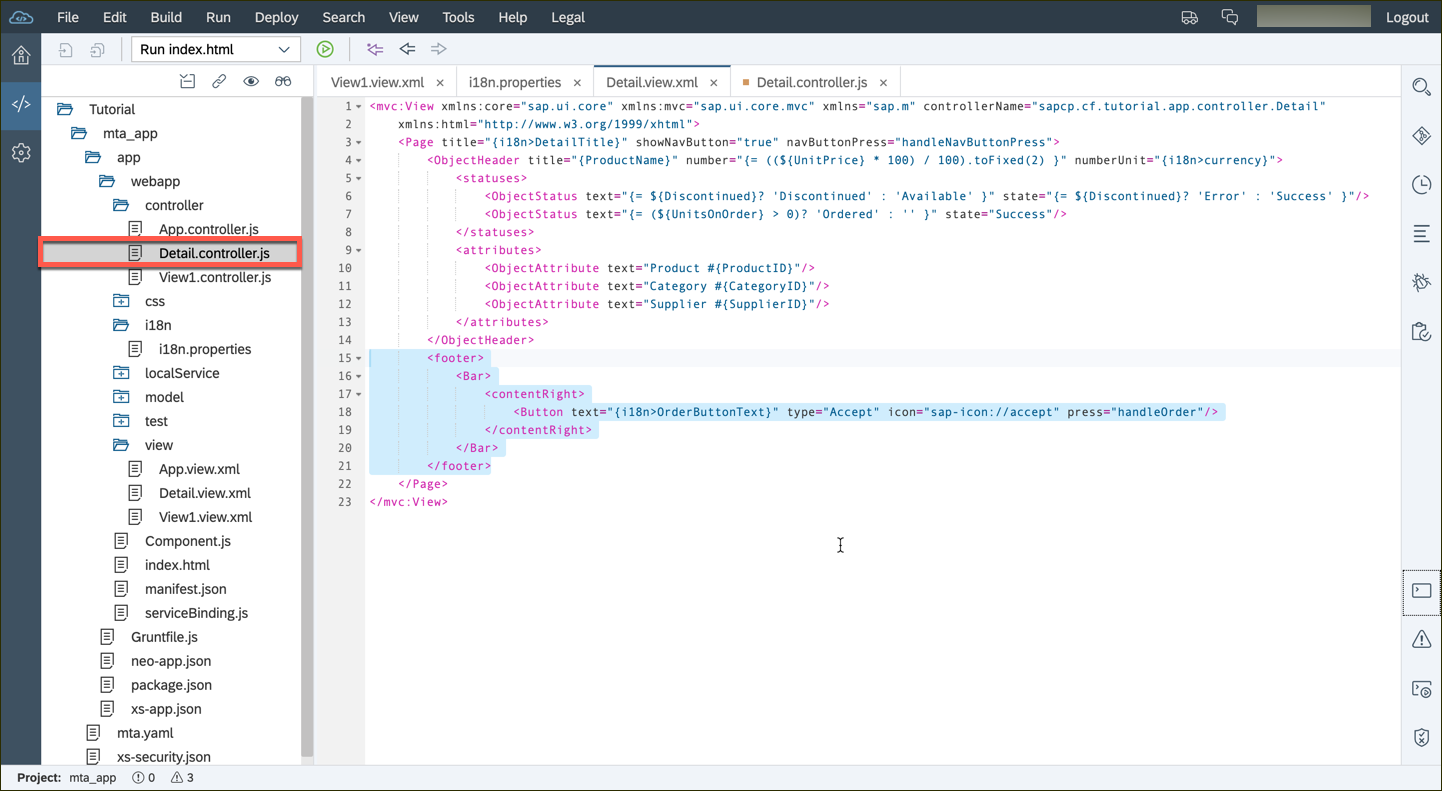 File Edit Build Run Deploy Search View Tools Help Legal Logout
Run index.html
View1.view.xml × i18n.properties × Detail.view.xml × Detail.controller.js ×
Tutorial
mta_app
app
webapp
controller
App.controller.js
Detail.controller.js
View1.controller.js
css
i18n
i18n.properties
localService
model
test
view
App.view.xml
Detail.view.xml
View1.view.xml
Component.js
index.html
manifest.json
serviceBinding.js
Gruntfile.js
neo-app.json
package.json
xs-app.json
mta.yaml
xs-security.json
1 <mvc:View xmlns:core="sap.ui.core" xmlns:mvc="sap.ui.core.mvc" xmlns="sap.m" controllerName="sapcp.cf.tutorial.app.controller.Detail"
2 xmlns:html="http://www.w3.org/1999/xhtml">
3 <Page title="{i18n>DetailTitle}" showNavButton="true" navButtonPress="handleNavButtonPress">
4 <ObjectHeader title="{ProductName}" number="{= ((${UnitPrice} * 100) / 100).toFixed(2) }" numberUnit="{i18n>currency}">
5 <statuses>
6 <ObjectStatus text="{= ${Discontinued}? 'Discontinued' : 'Available' }" state="{= ${Discontinued}? 'Error' : 'Success' }"/>
7 <ObjectStatus text="{= (${UnitsOnOrder} > 0)? 'Ordered' : '' }" state="Success"/>
8 </statuses>
9 <attributes>
10 <ObjectAttribute text="Product #{ProductID}"/>
11 <ObjectAttribute text="Category #{CategoryID}"/>
12 <ObjectAttribute text="Supplier #{SupplierID}"/>
13 </attributes>
14 </ObjectHeader>
15 <footer>
16 <Bar>
17 <contentRight>
18 <Button text="{i18n>OrderButtonText}" type="Accept" icon="sap-icon://accept" press="handleOrder"/>
19 </contentRight>
20 </Bar>
21 </footer>
22 </Page>
23 </mvc:View>
Project: mta_app 0 3